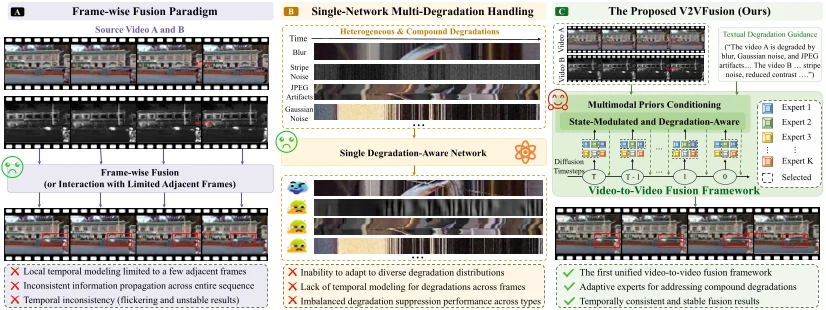 A Frame-wise Fusion Paradigm
Source Video A and B
Frame-wise Fusion
(or Interaction with Limited Adjacent Frames)
Local temporal modeling limited to a few adjacent frames
Inconsistent information propagation across entire sequence
Temporal inconsistency (flickering and unstable results)
B Single-Network Multi-Degradation Handling
Heterogeneous & Compound Degradations
Time
Blur
Stripe
Noise
JPEG
Artifacts
Gaussian
Noise
...
Single Degradation-Aware Network
...
Inability to adapt to diverse degradation distributions
Lack of temporal modeling for degradations across frames
Imbalanced degradation suppression performance across types
C The Proposed V2VFusion (Ours)
Video A
Video B
Textual Degradation Guidance
("The video A is degraded by
blur, Gaussian noise, and JPEG
artifacts.... The video B ... stripe
noise, reduced contrast ....")
Multimodal Priors Conditioning
State-Modulated and Degradation-Aware
Expert 1
Expert 2
Expert 3
⋮
Expert K
Selected
Diffusion
Timesteps
T
T - 1
...
1
0
Video-to-Video Fusion Framework
The first unified video-to-video fusion framework
Adaptive experts for addressing compound degradations
Temporally consistent and stable fusion results